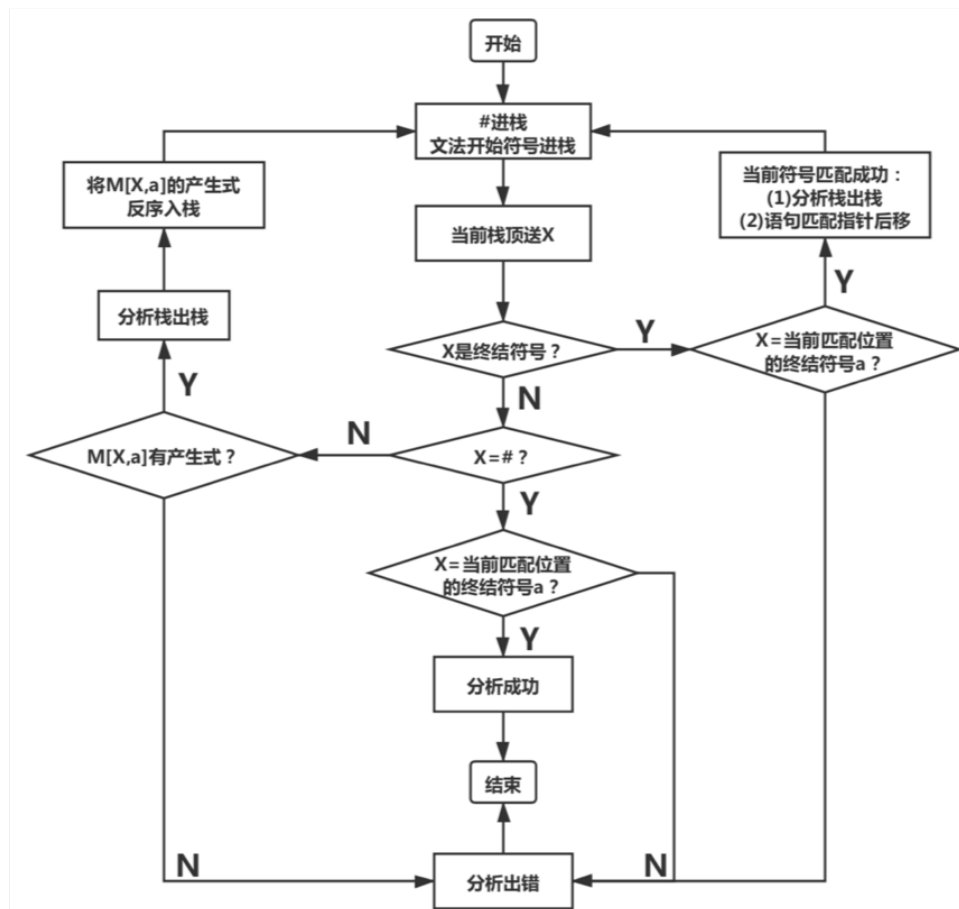 开始
#进栈
文法开始符号进栈
将M[X,a]的产生式
反序入栈
当前符号匹配成功：
(1)分析栈出栈
(2)语句匹配指针后移
当前栈顶送X
分析栈出栈
Y
X是终结符号？
Y
X=当前匹配位置
的终结符号a？
Y
N
M[X,a]有产生式？
N
X=#？
Y
X=当前匹配位置
的终结符号a？
Y
分析成功
结束
N
分析出错
N